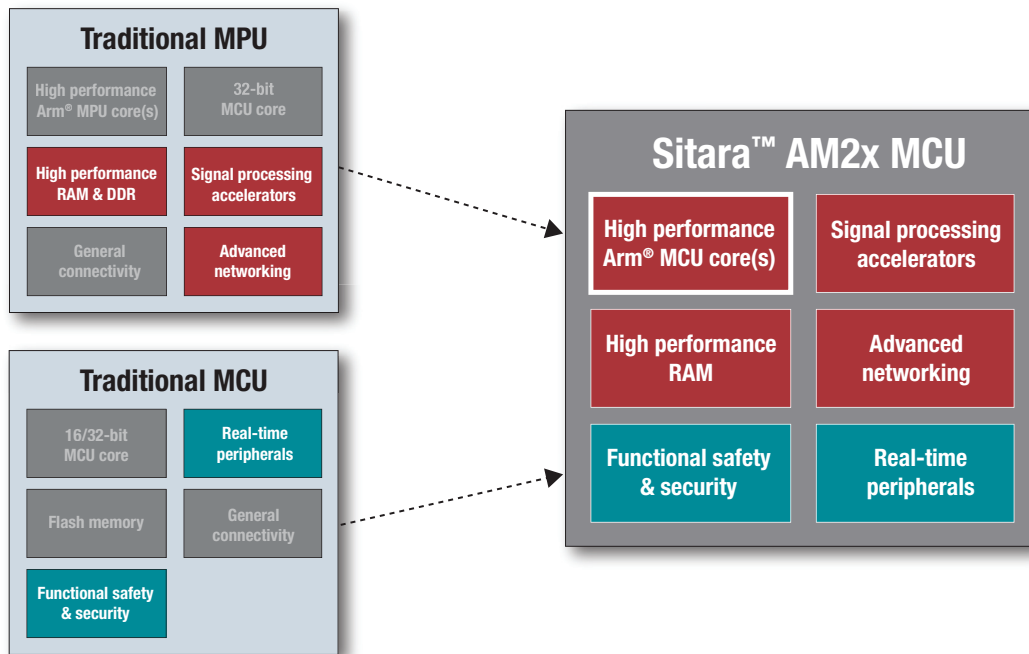 Traditional MPU
High performance
Arm® MPU core(s)
32-bit
MCU core
High performance
RAM & DDR
Signal processing
accelerators
General
connectivity
Advanced
networking
Traditional MCU
16/32-bit
MCU core
Real-time
peripherals
Flash memory
General
connectivity
Functional safety
& security
Sitara™ AM2x MCU
High performance
Arm® MCU core(s)
Signal processing
accelerators
High performance
RAM
Advanced
networking
Functional safety
& security
Real-time
peripherals